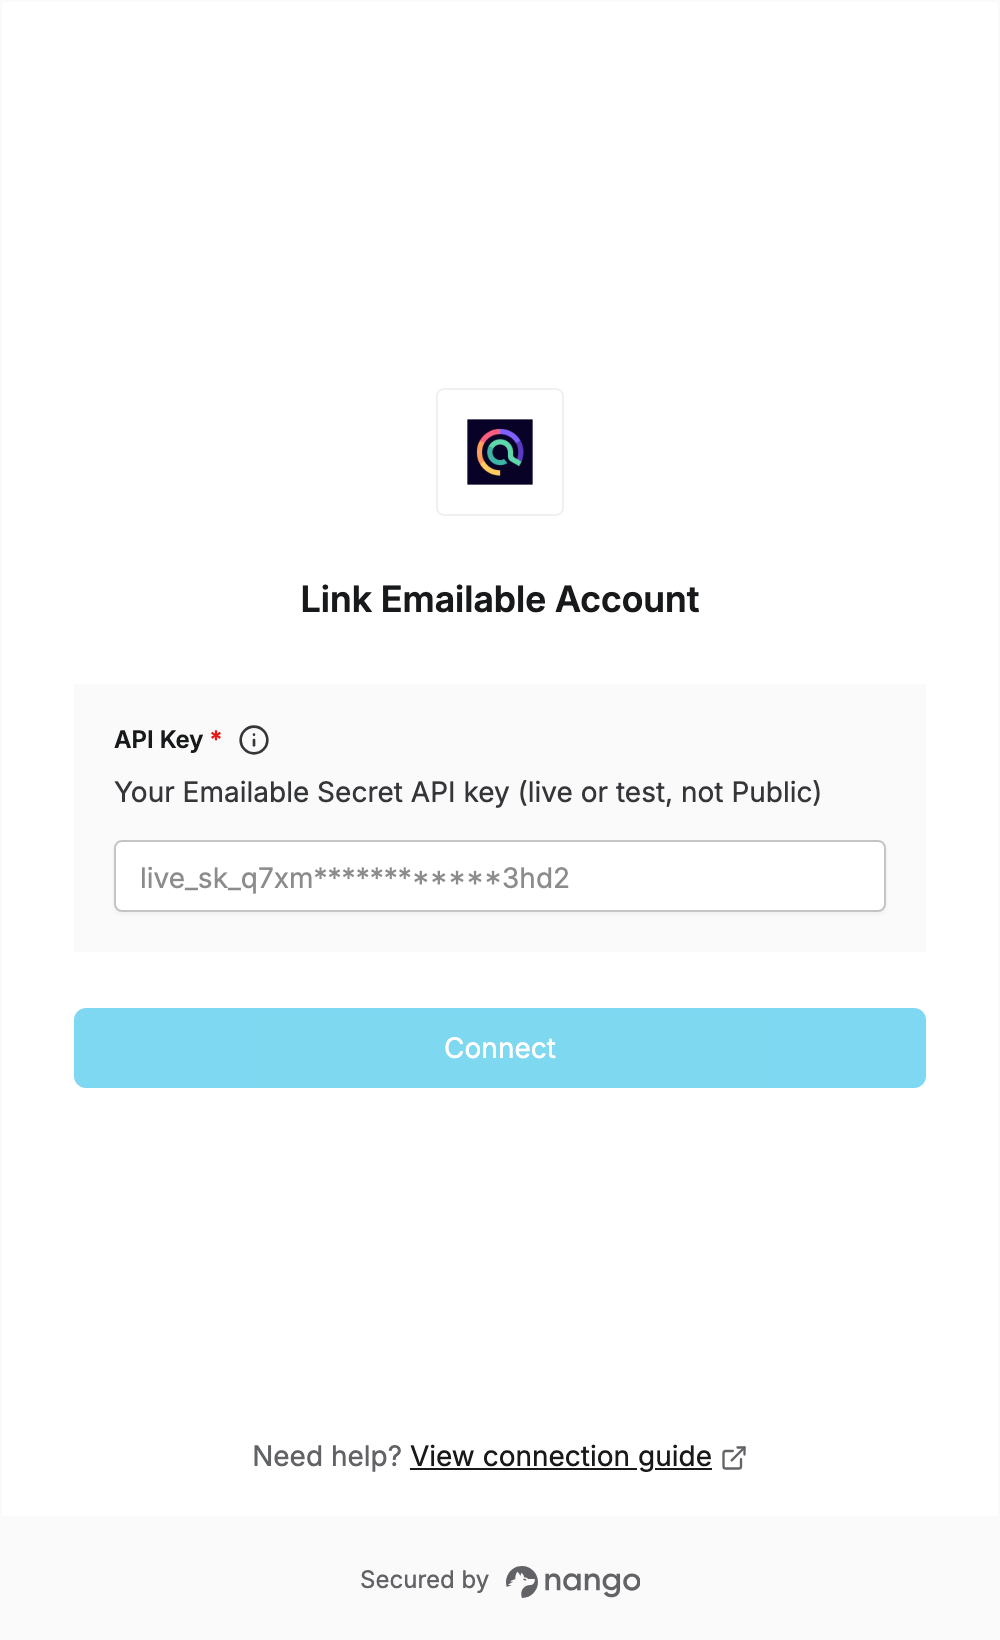 Link Emailable Account
API Key *
Your Emailable Secret API key (live or test, not Public)
live_sk_q7xm************3hd2
Connect
Need help? View connection guide
Secured by nango